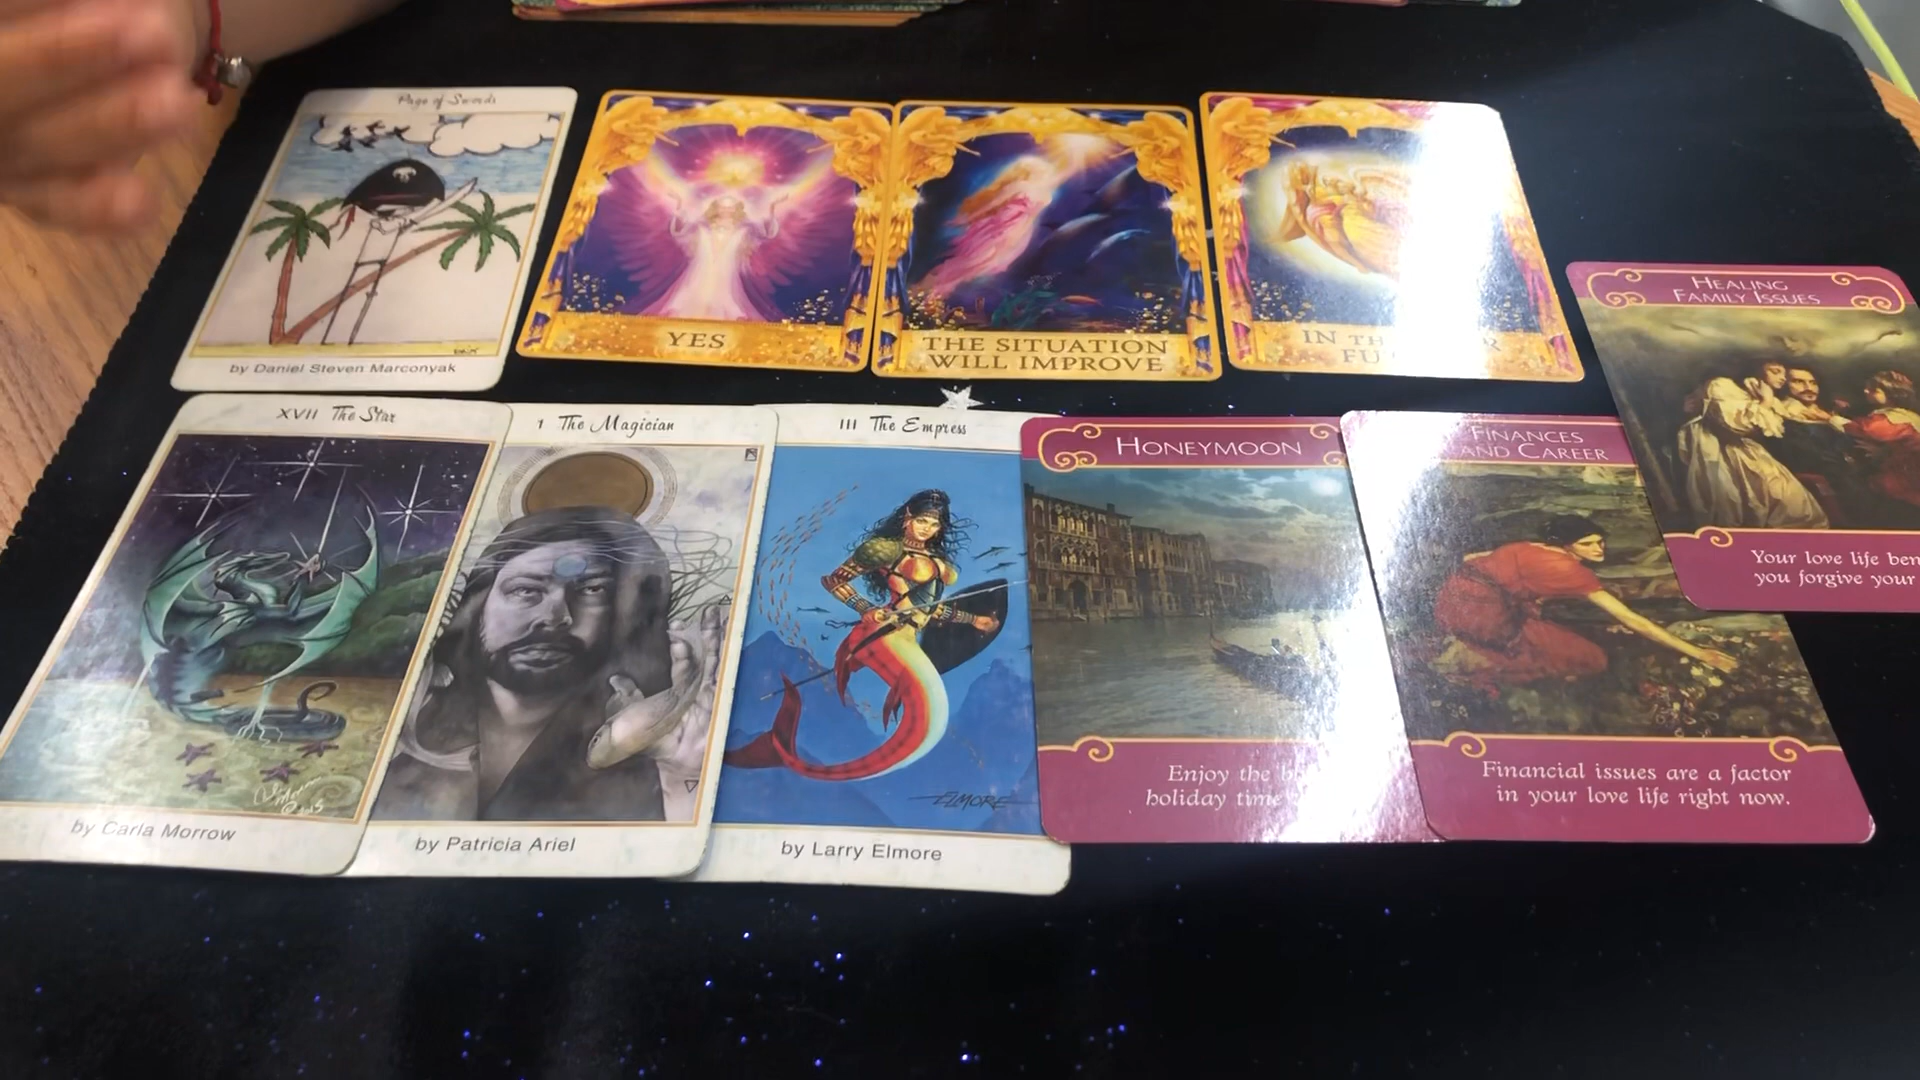 Page of Swords
by Daniel Steven Marconyak
YES
THE SITUATION
WILL IMPROVE
IN
FU
HEALING
FAMILY ISSUES
Your love life
you forgive your
XVII The Star
by Carla Morrow
I The Magician
by Patricia Ariel
III The Empress
ELMORE
by Larry Elmore
HONEYMOON
Enjoy the
holiday time
FINANCES
AND CAREER
Financial issues are a factor
in your love life right now.